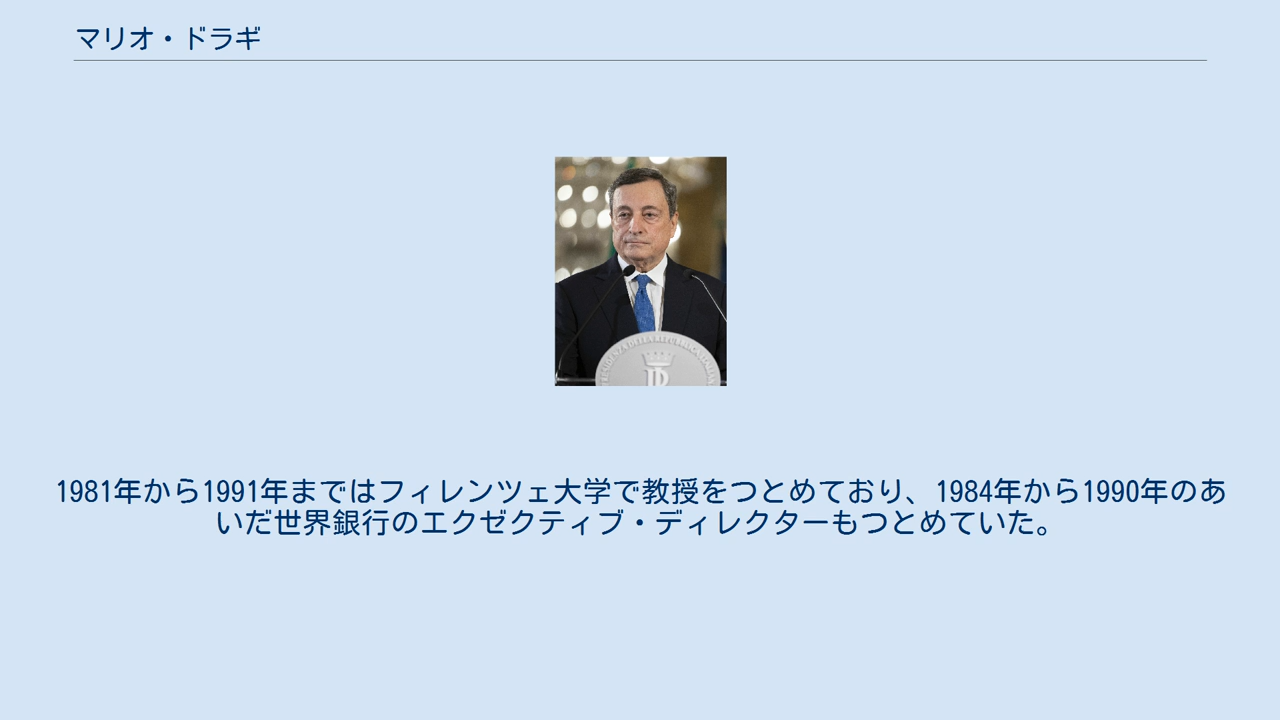 マリオ・ドラギ
DELLA REPUBBLICA
1981年から1991年まではフィレンツェ大学で教授をつとめており、1984年から1990年のあ
いだ世界銀行のエクゼクティブ・ディレクターもつとめていた。